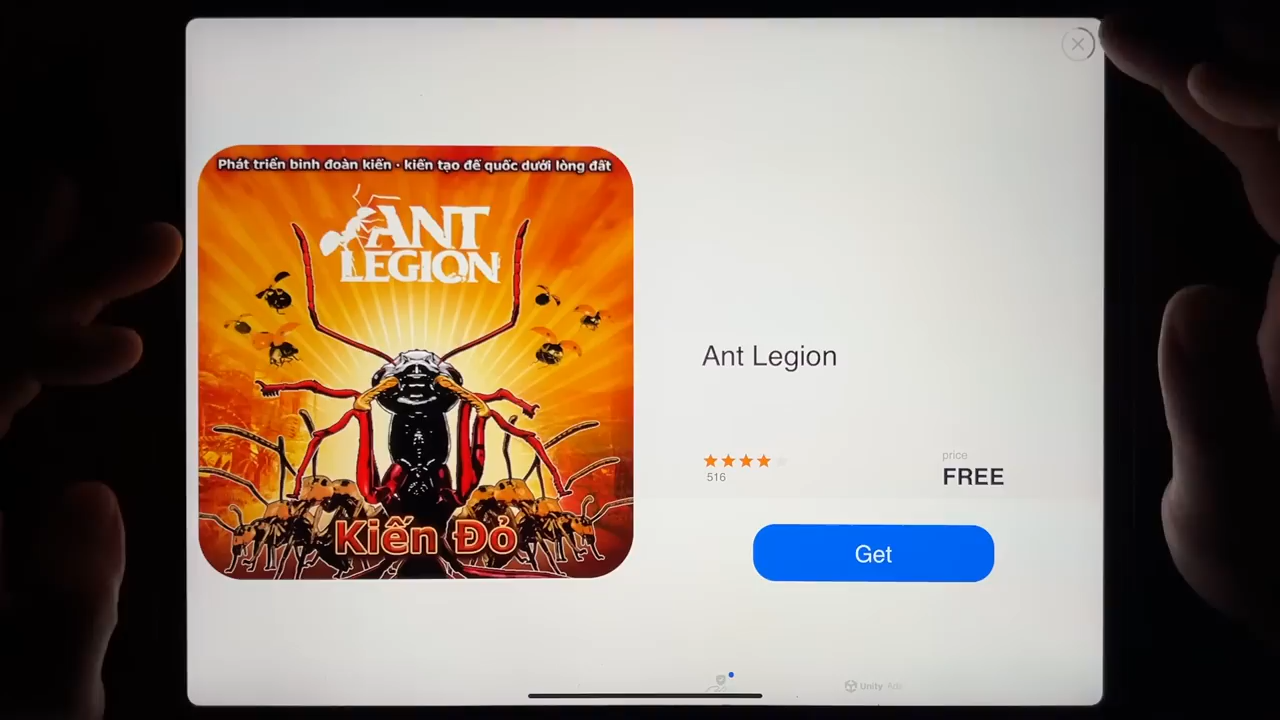 Phát triển binh đoàn kiến · kiến tạo đế quốc dưới lòng đất
ANT
LEGION
Kiến Đỏ
Ant Legion
516
price
FREE
Get
Unity Ads